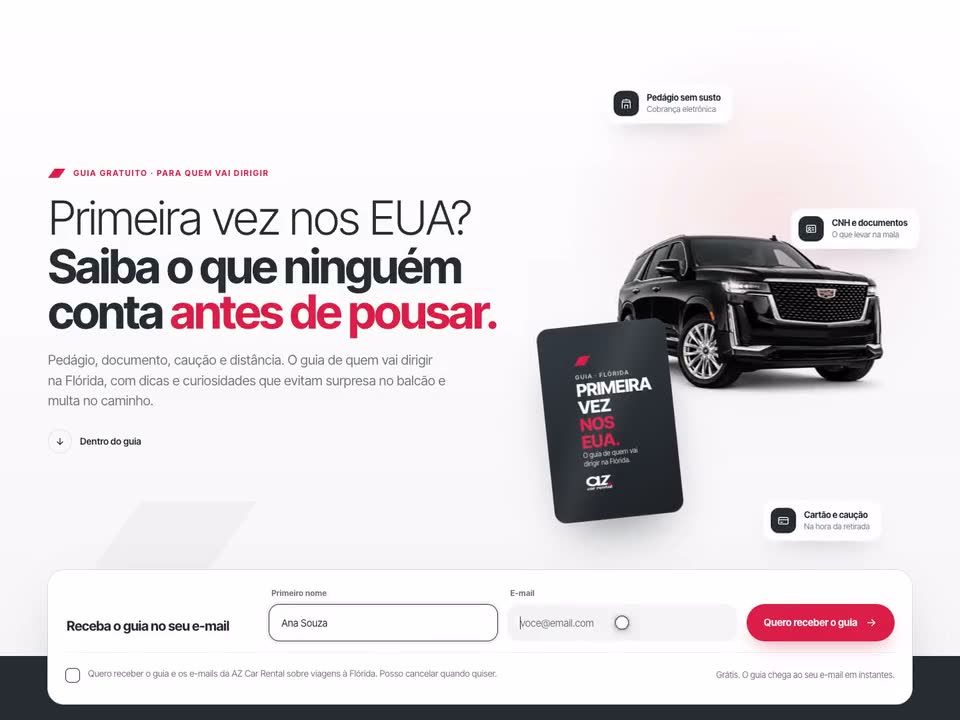 Pedágio sem susto
Cobrança eletrônica
GUIA GRATUITO · PARA QUEM VAI DIRIGIR
Primeira vez nos EUA?
Saiba o que ninguém
conta antes de pousar.
CNH e documentos
O que levar na mala
Pedágio, documento, caução e distância. O guia de quem vai dirigir
na Flórida, com dicas e curiosidades que evitam surpresa no balcão e
multa no caminho.
Dentro do guia
GUIA · FLÓRIDA
PRIMEIRA
VEZ
NOS
EUA.
O guia de quem vai
dirigir na Flórida.
az
car rental
Cartão e caução
Na hora da retirada
Receba o guia no seu e-mail
Primeiro nome
Ana Souza
E-mail
voce@email.com
Quero receber o guia
Quero receber o guia e os e-mails da AZ Car Rental sobre viagens à Flórida. Posso cancelar quando quiser.
Grátis. O guia chega ao seu e-mail em instantes.